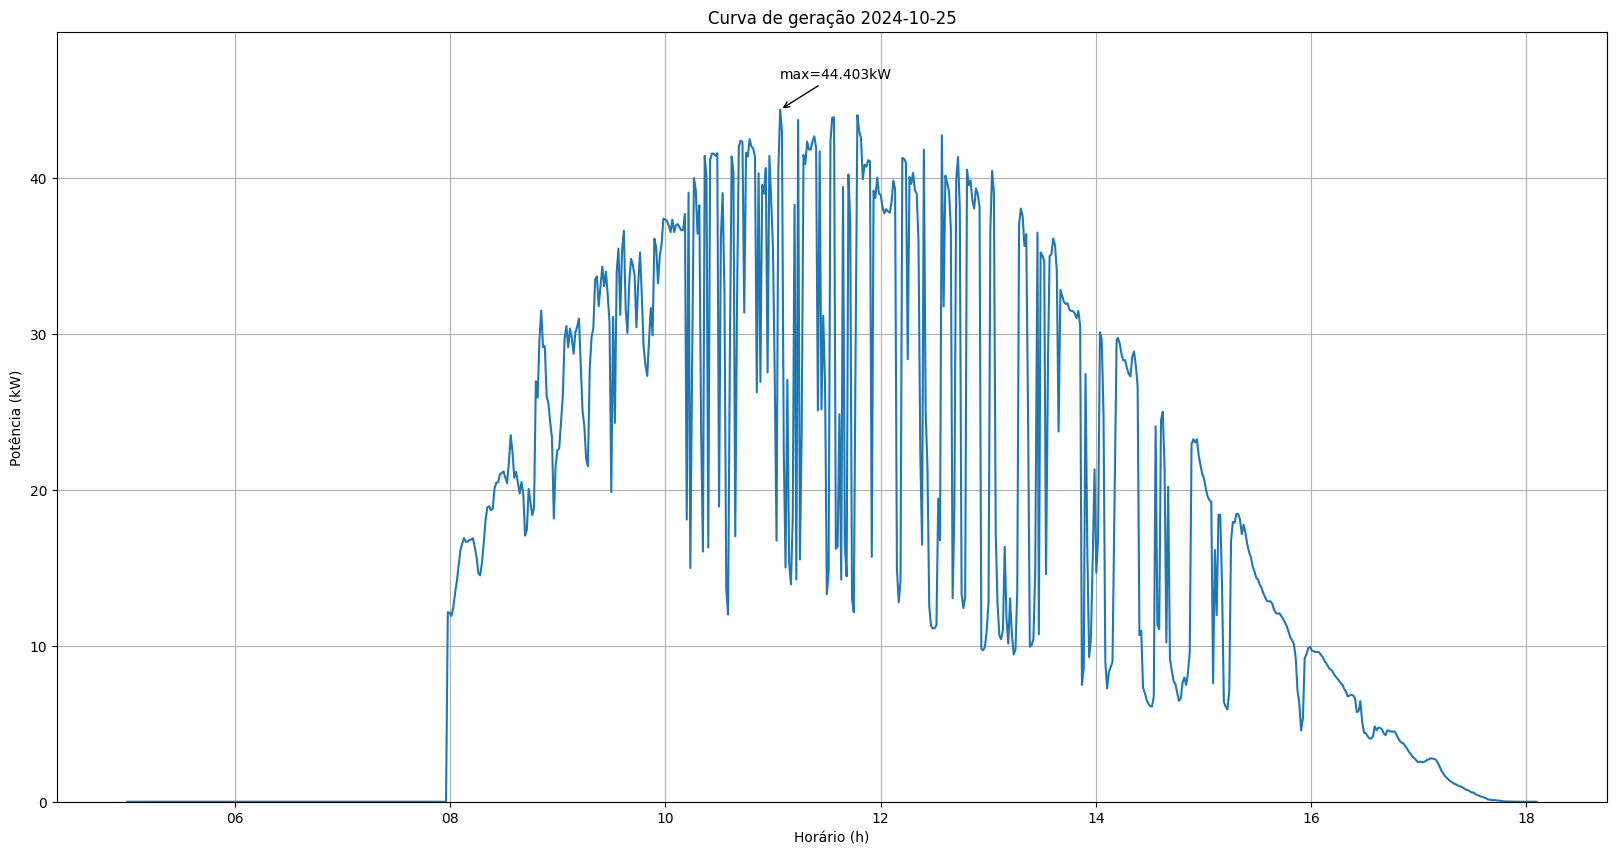 Curva de geração 2024-10-25
max=44.403kW
Potência (kW)
40
30
20
10
0
06 08 10 12 14 16 18
Horário (h)